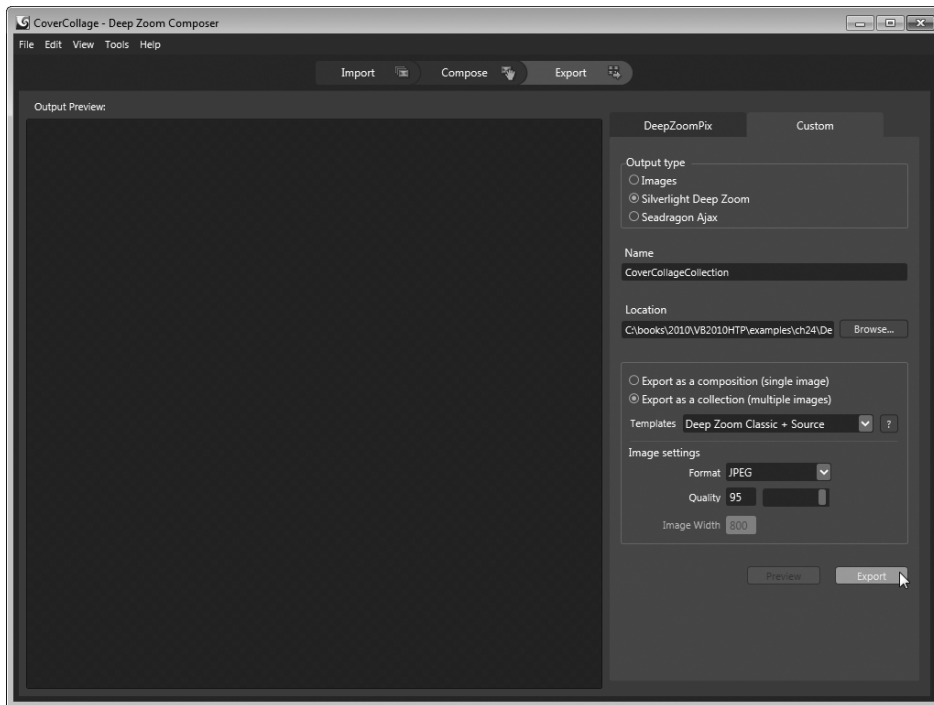 CoverCollage - Deep Zoom Composer
File Edit View Tools Help
Import Compose Export
Output Preview:
DeepZoomPix Custom
Output type
Images
Silverlight Deep Zoom
Seadragon Ajax
Name
CoverCollageCollection
Location
C:\books\2010\VB2010HTP\examples\ch24\De Browse...
Export as a composition (single image)
Export as a collection (multiple images)
Templates Deep Zoom Classic + Source ?
Image settings
Format JPEG
Quality 95
Image Width 800
Preview Export